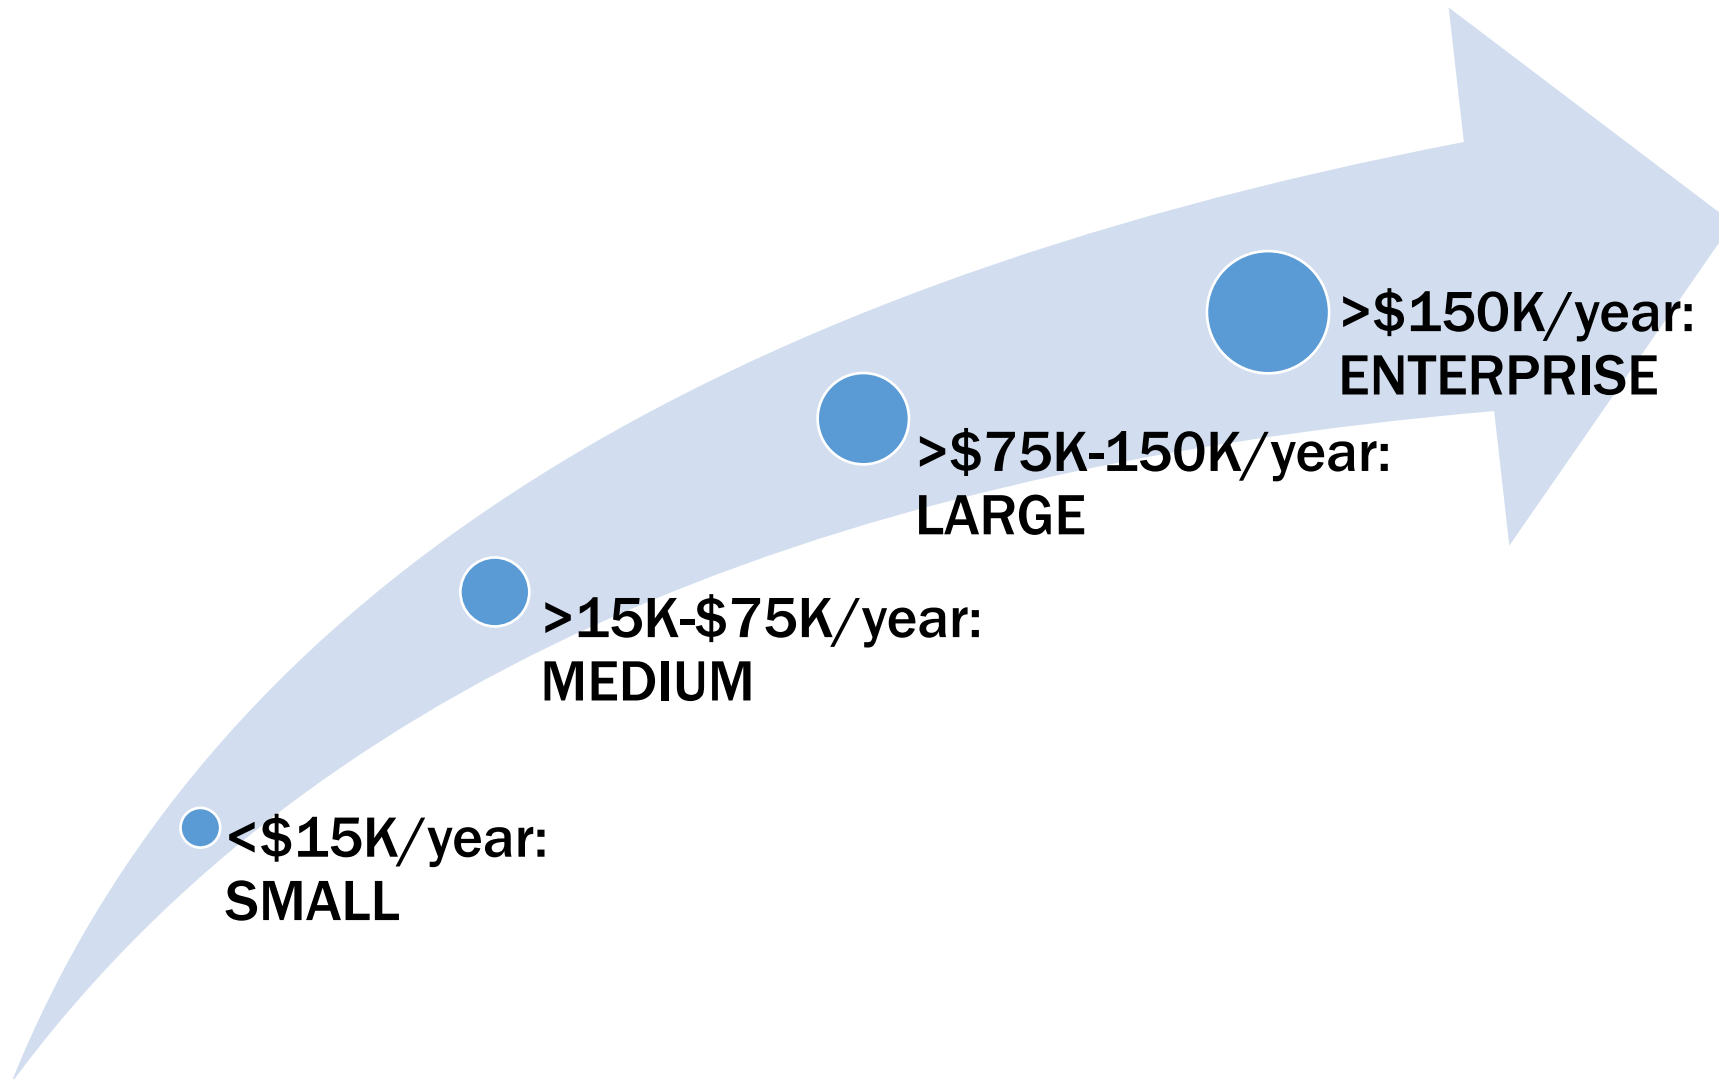 >$150K/year:
ENTERPRISE
>$75K-150K/year:
LARGE
>15K-$75K/year:
MEDIUM
<$15K/year:
SMALL